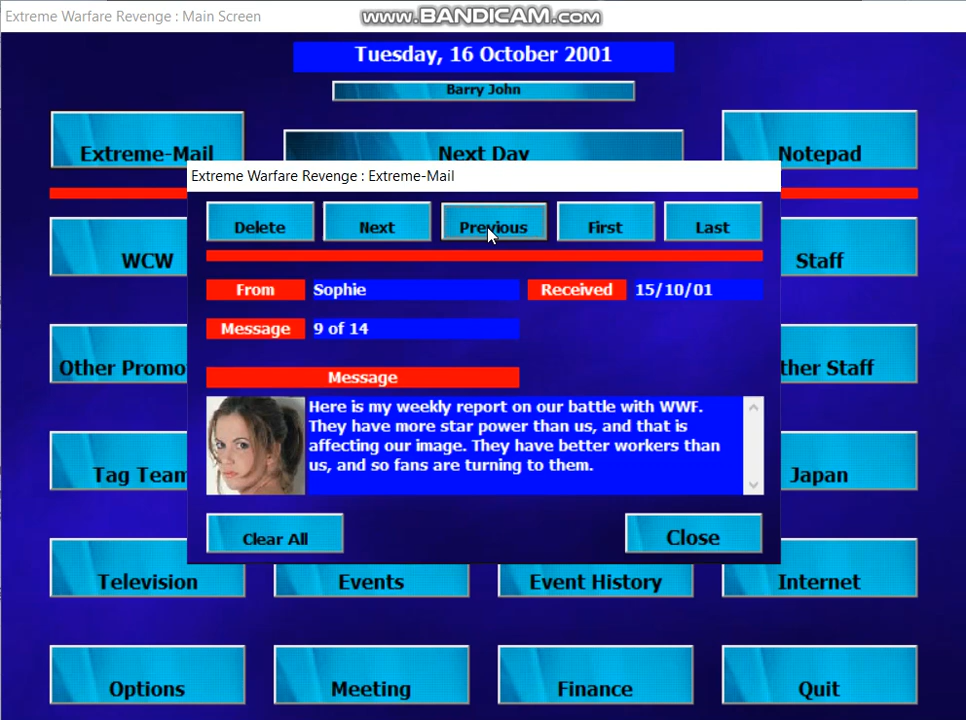 Extreme Warfare Revenge : Main Screen
www.BANDICAM.com
Tuesday, 16 October 2001
Barry John
Extreme-Mail
Next Day
Notepad
Extreme Warfare Revenge : Extreme-Mail
Delete
Next
Previous
First
Last
WCW
Staff
From
Sophie
Received
15/10/01
Message
9 of 14
Other Promo
ther Staff
Message
Here is my weekly report on our battle with WWF.
They have more star power than us, and that is
affecting our image. They have better workers than
us, and so fans are turning to them.
Tag Team
Japan
Clear All
Close
Television
Events
Event History
Internet
Options
Meeting
Finance
Quit